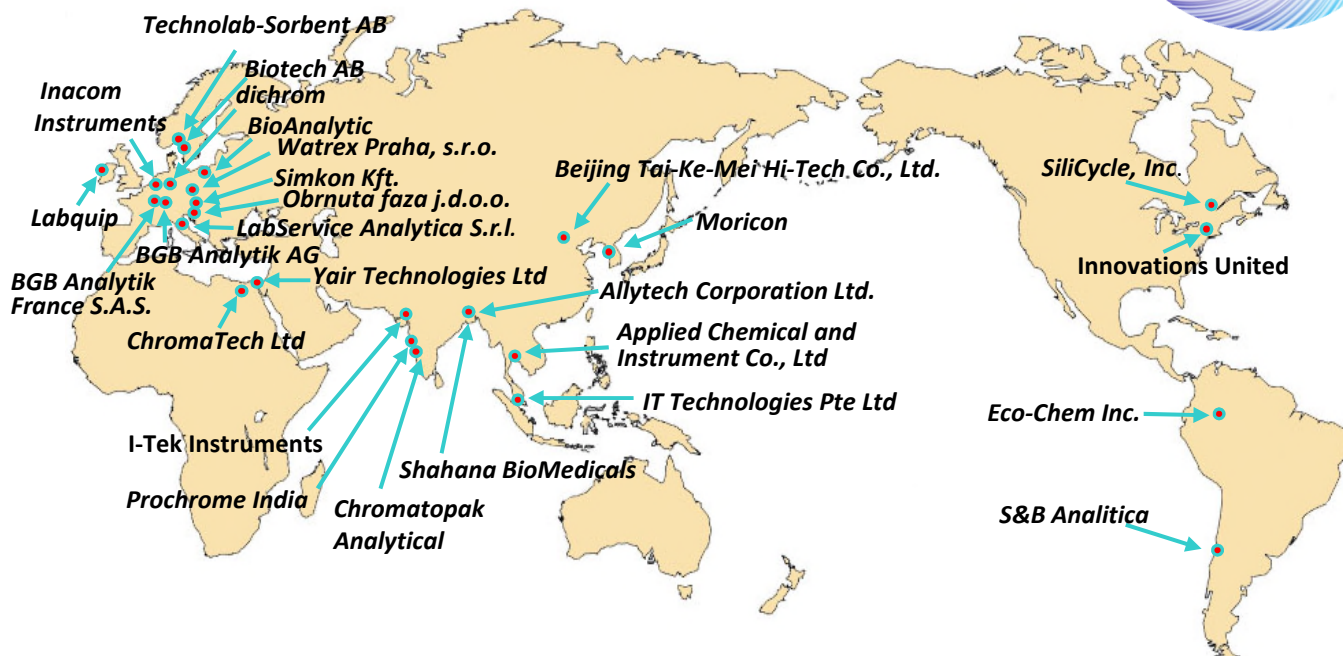 Technolab-Sorbent AB
Biotech AB
dichrom
Inacom
Instruments
BioAnalytic
Watrex Praha, s.r.o.
Simkon Kft.
Obrnuta faza j.d.o.o.
LabService Analytica S.r.l.
Labquip
BGB Analytik AG
BGB Analytik
France S.A.S.
Yair Technologies Ltd
ChromaTech Ltd
Beijing Tai-Ke-Mei Hi-Tech Co., Ltd.
Moricon
Allytech Corporation Ltd.
Applied Chemical and
Instrument Co., Ltd
IT Technologies Pte Ltd
I-Tek Instruments
Shahana BioMedicals
Prochrome India
Chromatopak
Analytical
SiliCycle, Inc.
Innovations United
Eco-Chem Inc.
S&B Analitica